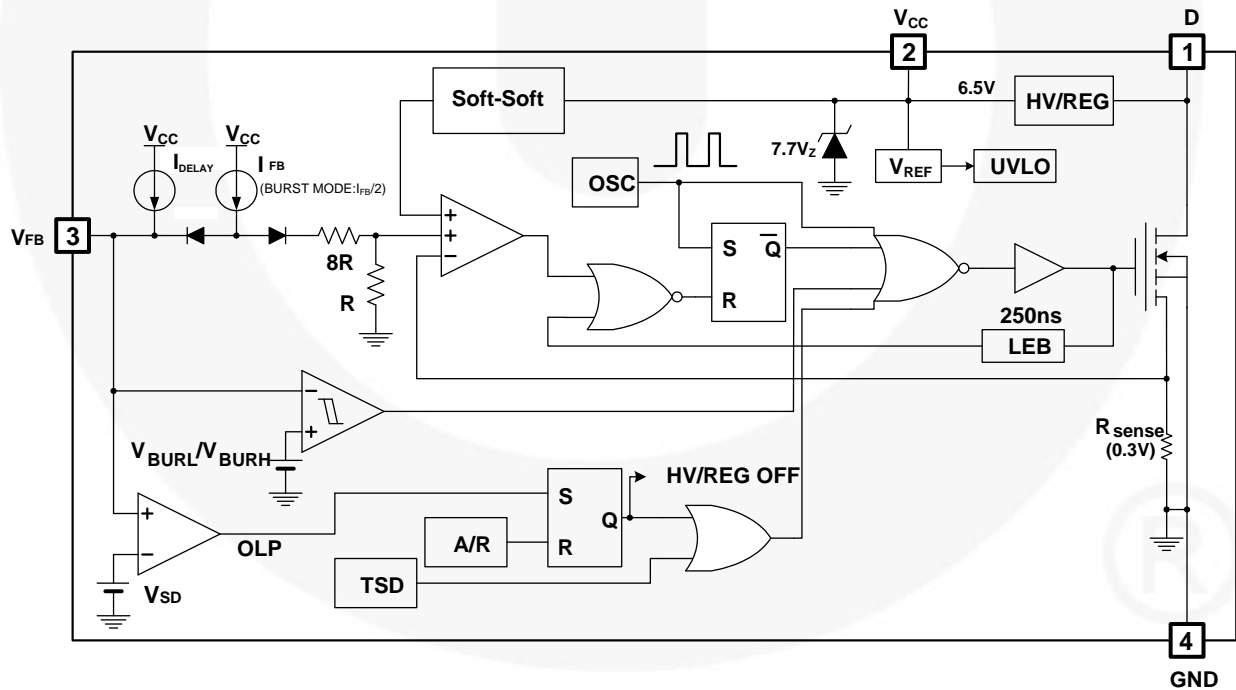 VCC
D
2
1
6.5V
HV/REG
Soft-Soft
VCC
VCC
IDELAY
I FB
(BURST MODE:IFB/2)
7.7VZ
VREF
UVLO
OSC
VFB
3
+
+
−
8R
R
S
Q
R
250ns
LEB
−
+
VBURL/VBURH
Rsense
(0.3V)
HV/REG OFF
+
−
OLP
S
Q
R
A/R
TSD
VSD
4
GND
®